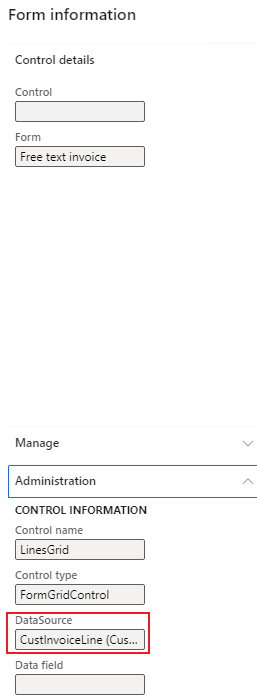 Form information
Control details
Control
Form
Free text invoice
Manage
Administration
CONTROL INFORMATION
Control name
LinesGrid
Control type
FormGridControl
DataSource
CustInvoiceLine (Cus...
Data field